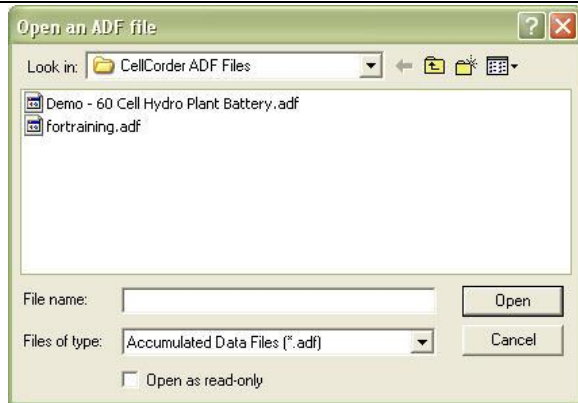 Open an ADF file
Look in: CellCorder ADF Files
Demo - 60 Cell Hydro Plant Battery.adf
fortraining.adf
File name: Open
Files of type: Accumulated Data Files (*.adf) Cancel
Open as read-only